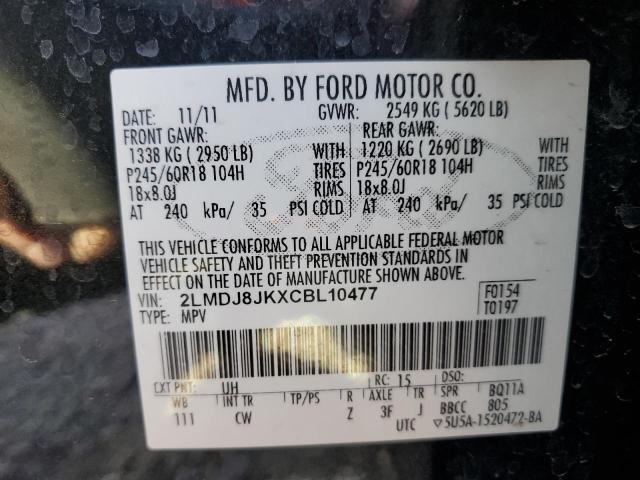 MFD. BY FORD MOTOR CO.
DATE: 11/11 GVWR: 2549 KG ( 5620 LB)
FRONT GAWR: REAR GAWR:
1338 KG ( 2950 LB) WITH 1220 KG ( 2690 LB) WITH
P245/60R18 104H TIRES P245/60R18 104H TIRES
18x8.0J RIMS 18x8.0J RIMS
AT 240 kPa/ 35 PSI COLD AT 240 kPa/ 35 PSI COLD
THIS VEHICLE CONFORMS TO ALL APPLICABLE FEDERAL MOTOR
VEHICLE SAFETY AND THEFT PREVENTION STANDARDS IN
EFFECT ON THE DATE OF MANUFACTURE SHOWN ABOVE.
VIN: 2LMDJ8JKXCBL10477 F0154
TYPE: MPV T0197
EXT PNT: UH RC: 15 DSO:
WB INT TR TP/PS R AXLE TR SPR BQ11A
111 CW Z 3F J BBCC 805
UTC ▽5U5A-1520472-BA